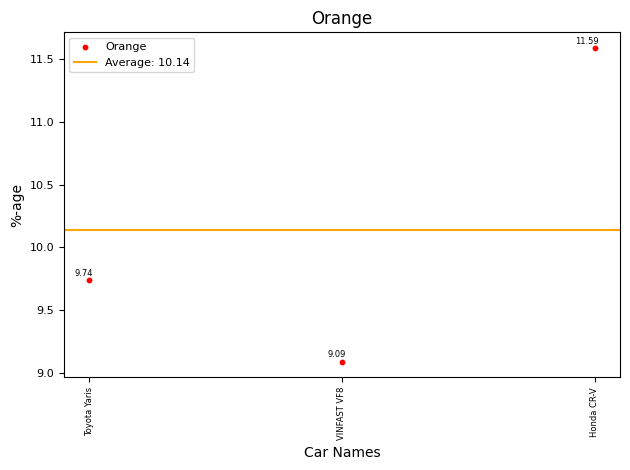 Orange
Orange
Average: 10.14
11.59
9.74
9.09
%-age
11.5
11.0
10.5
10.0
9.5
9.0
Toyota Yaris
VINFAST VF8
Honda CR-V
Car Names